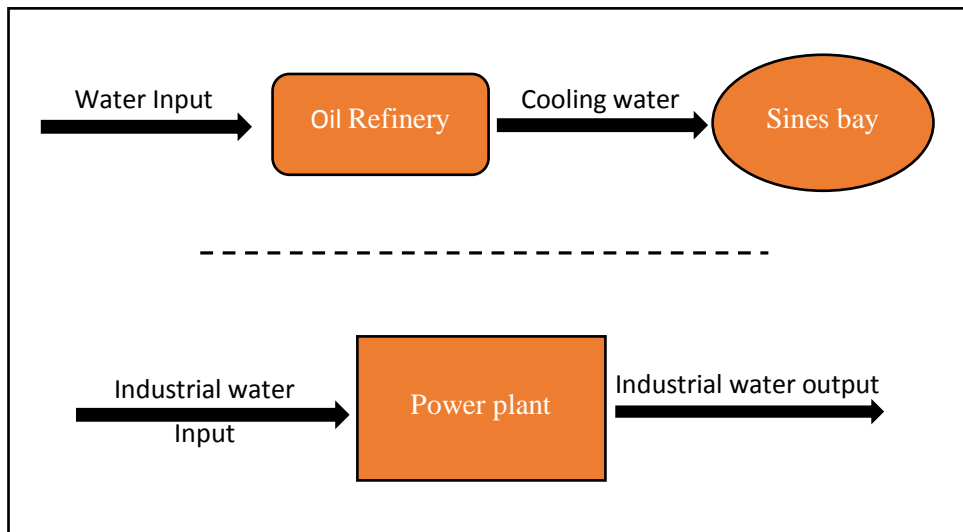 Water Input
Oil Refinery
Cooling water
Sines bay
Industrial water
Input
Power plant
Industrial water output